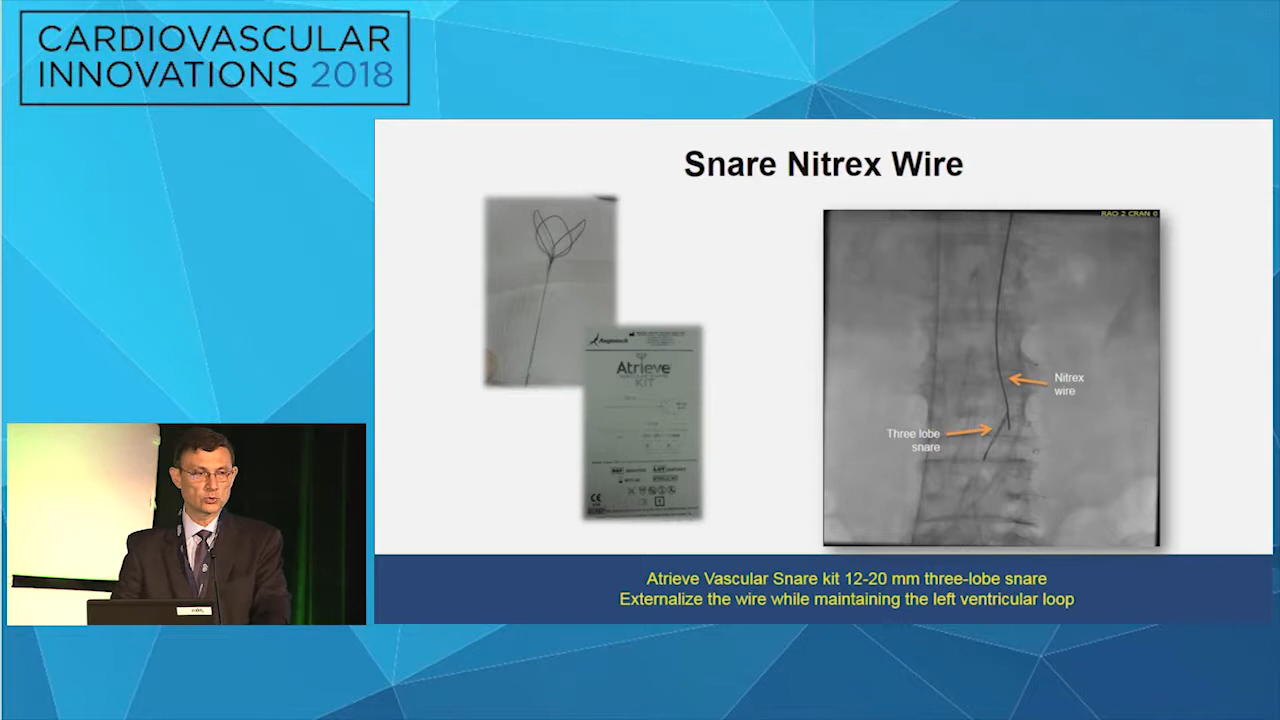 CARDIOVASCULAR
INNOVATIONS 2018
Snare Nitrex Wire
RAO 2 CRAN 0
Angiotech
Atrieve
KIT
Nitrex
wire
Three lobe
snare
Atrieve Vascular Snare kit 12-20 mm three-lobe snare
Externalize the wire while maintaining the left ventricular loop